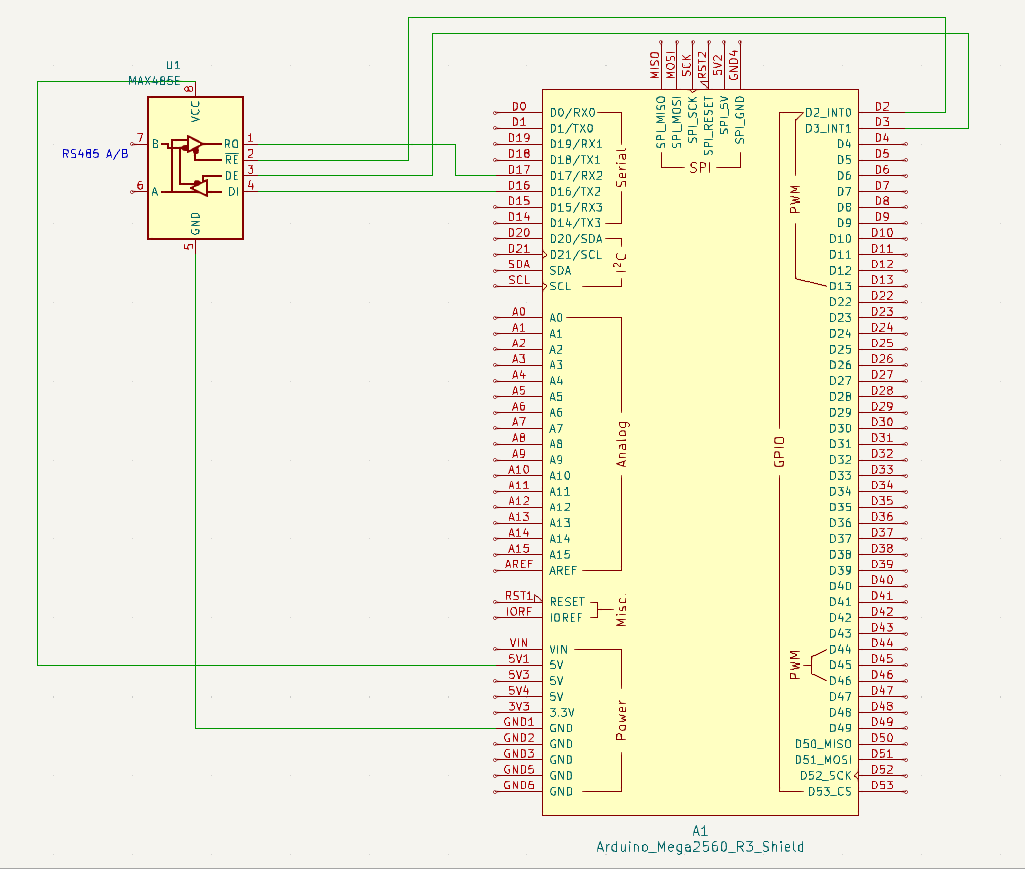 U1
MAX485E
8
VCC
7 B RO 1
RE 2
RS485 A/B
DE 3
6 A DI 4
GND
5
MISO MOSI SCK RST2 5V2 GND4
SPI_MISO SPI_MOSI SPI_SCK SPI_RESET SPI_5V SPI_GND
SPI
D0 D0/RX0
D1 D1/TX0
D19 D19/RX1
D18 D18/TX1
D17 D17/RX2
D16 D16/TX2
D15 D15/RX3
D14 D14/TX3
Serial
D20 D20/SDA
D21 D21/SCL
SDA SDA
SCL SCL
I²C
A0 A0
A1 A1
A2 A2
A3 A3
A4 A4
A5 A5
A6 A6
A7 A7
A8 A8
A9 A9
A10 A10
A11 A11
A12 A12
A13 A13
A14 A14
A15 A15
AREF AREF
Analog
RST1 RESET
IORF IOREF
Misc.
VIN VIN
5V1 5V
5V3 5V
5V4 5V
3V3 3.3V
GND1 GND
GND2 GND
GND3 GND
GND5 GND
GND6 GND
Power
D2_INT0 D2
D3_INT1 D3
D4 D4
D5 D5
D6 D6
D7 D7
D8 D8
D9 D9
D10 D10
D11 D11
D12 D12
D13 D13
PWM
D22 D22
D23 D23
D24 D24
D25 D25
D26 D26
D27 D27
D28 D28
D29 D29
D30 D30
D31 D31
D32 D32
D33 D33
D34 D34
D35 D35
D36 D36
D37 D37
D38 D38
D39 D39
D40 D40
D41 D41
D42 D42
D43 D43
D44 D44
D45 D45
D46 D46
PWM
D47 D47
D48 D48
D49 D49
D50_MISO D50
D51_MOSI D51
D52_SCK D52
D53_CS D53
GPIO
A1
Arduino_Mega2560_R3_Shield